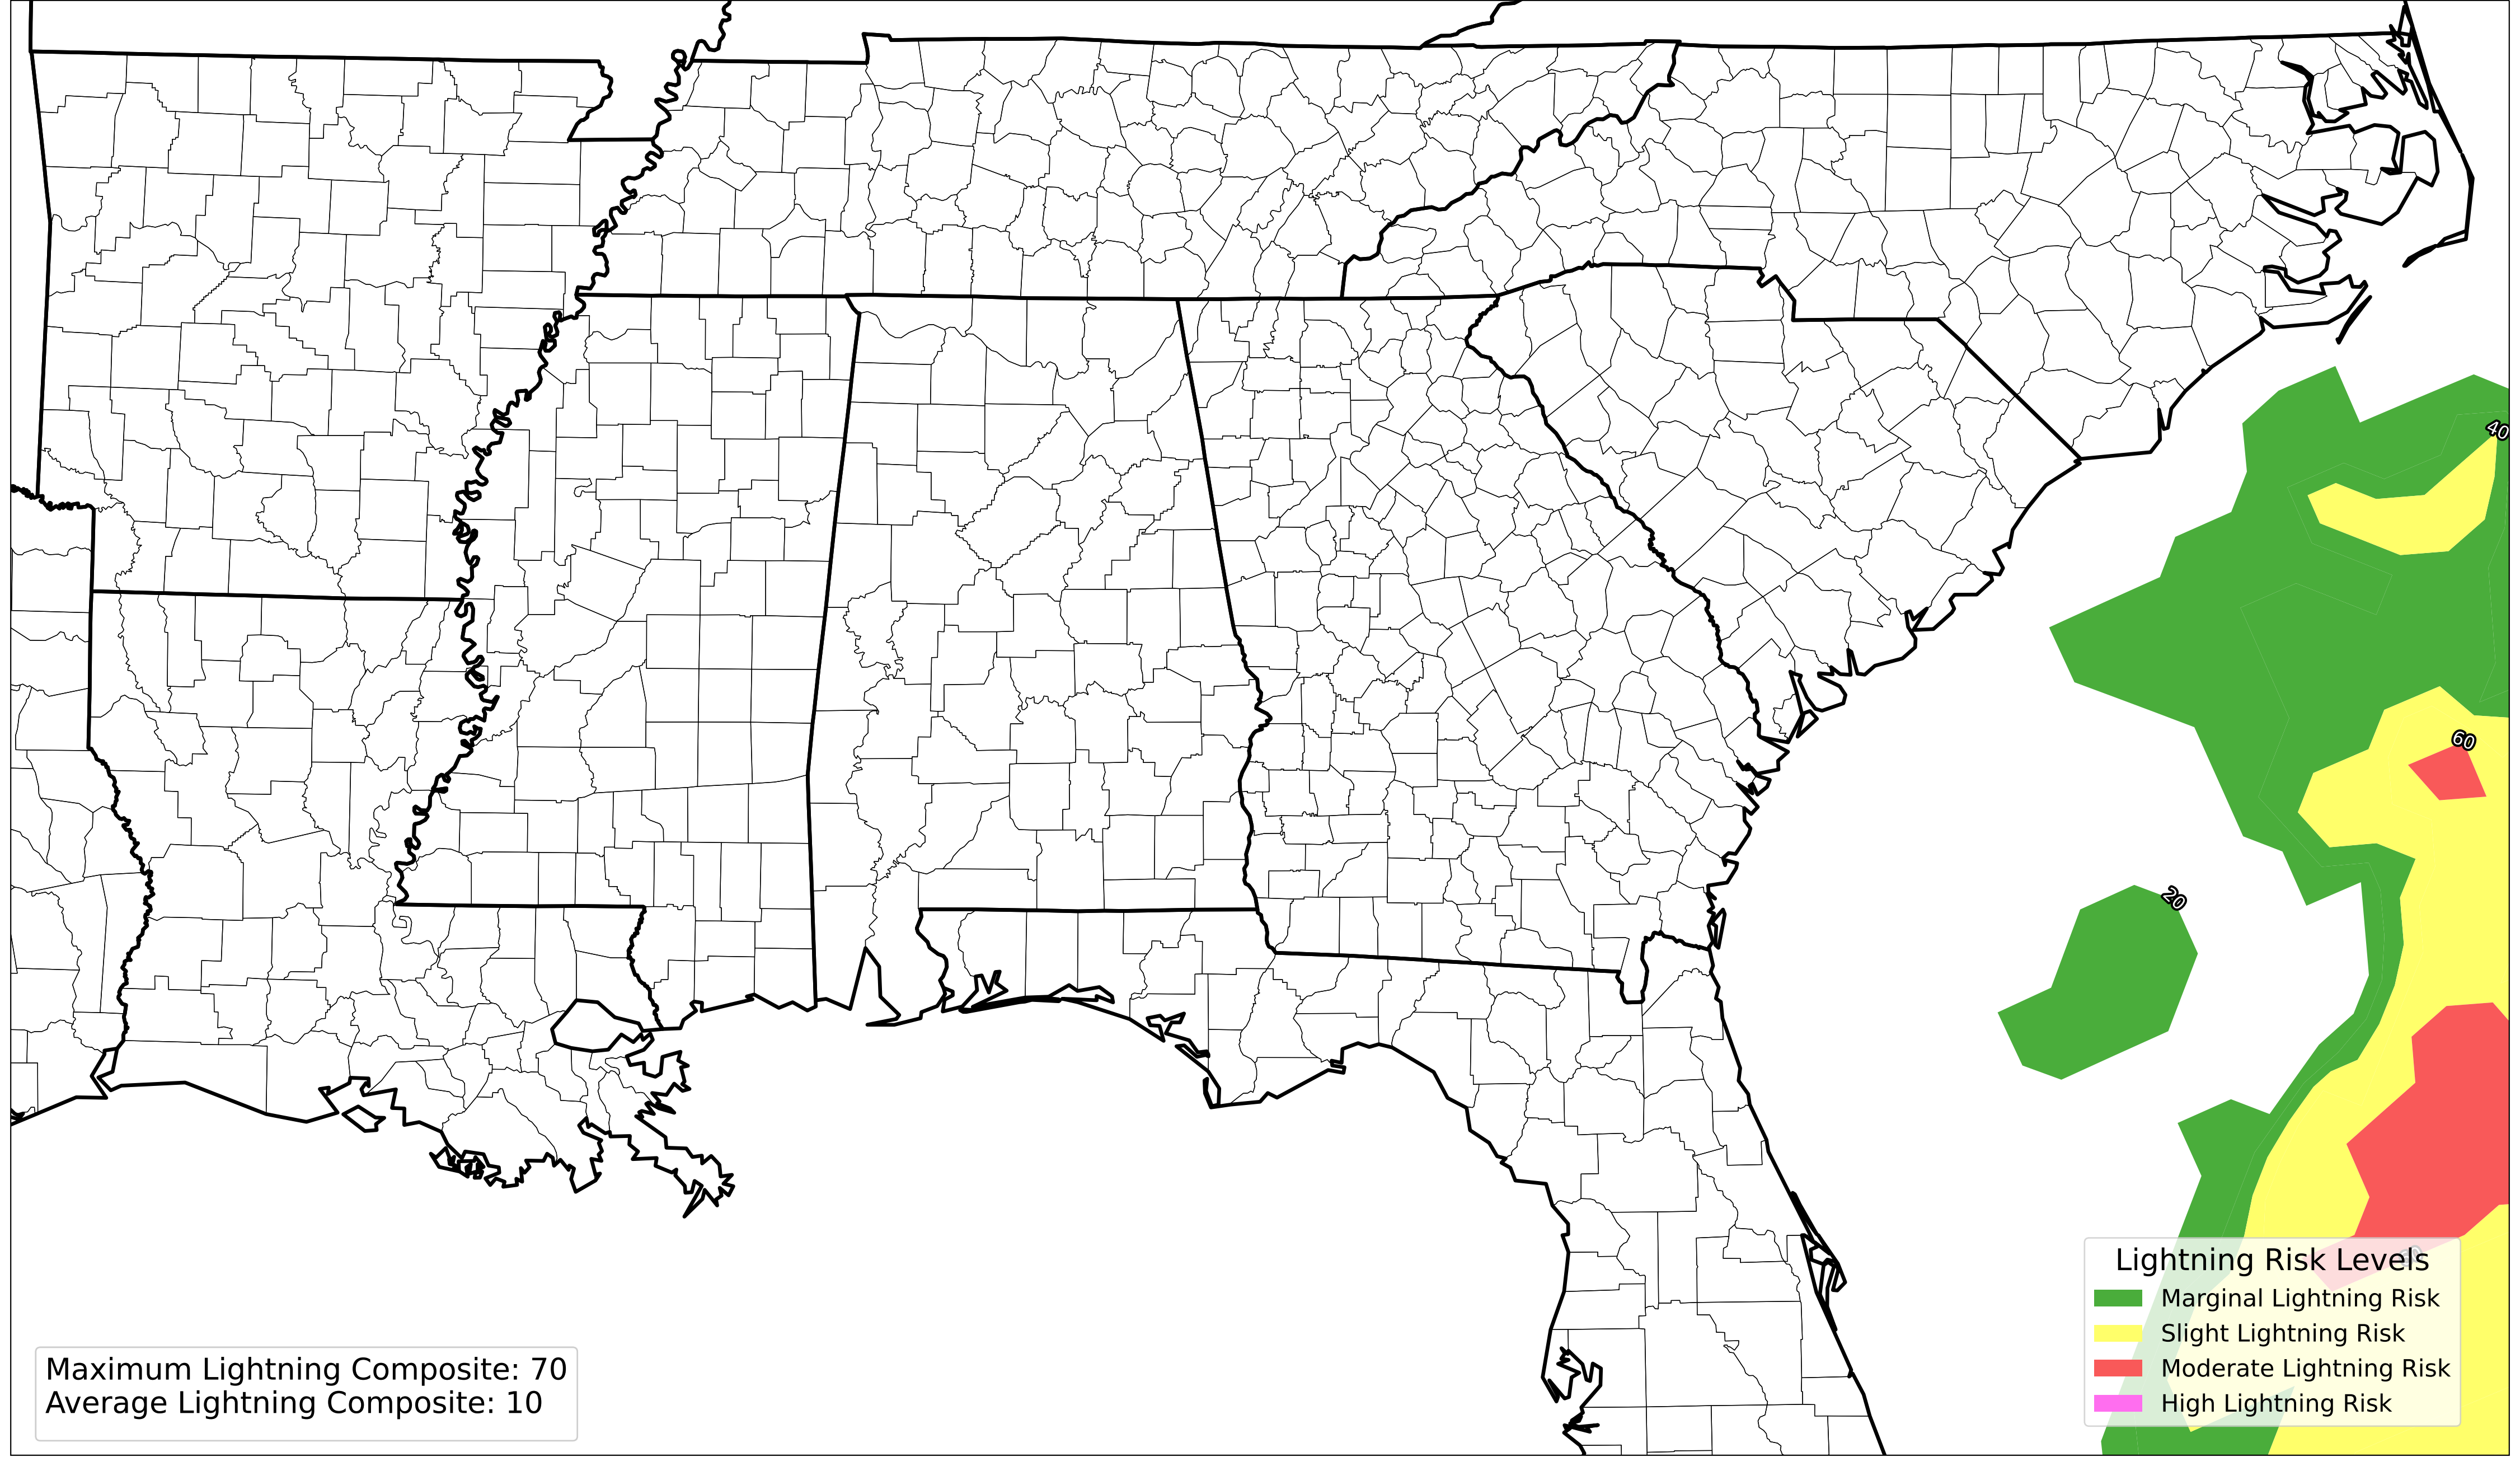 40
60
20
Lightning Risk Levels
Marginal Lightning Risk
Slight Lightning Risk
Moderate Lightning Risk
High Lightning Risk
Maximum Lightning Composite: 70
Average Lightning Composite: 10